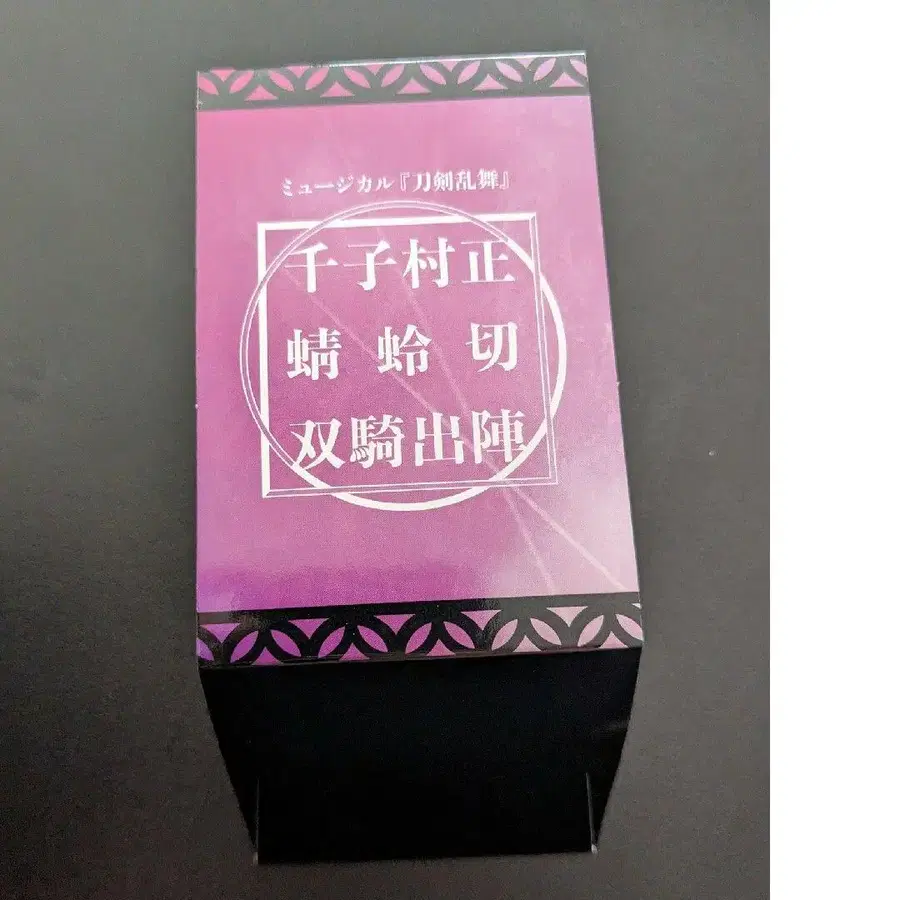 ミュージカル『刀剣乱舞』
千子村正
蜻蛉切
双騎出陣